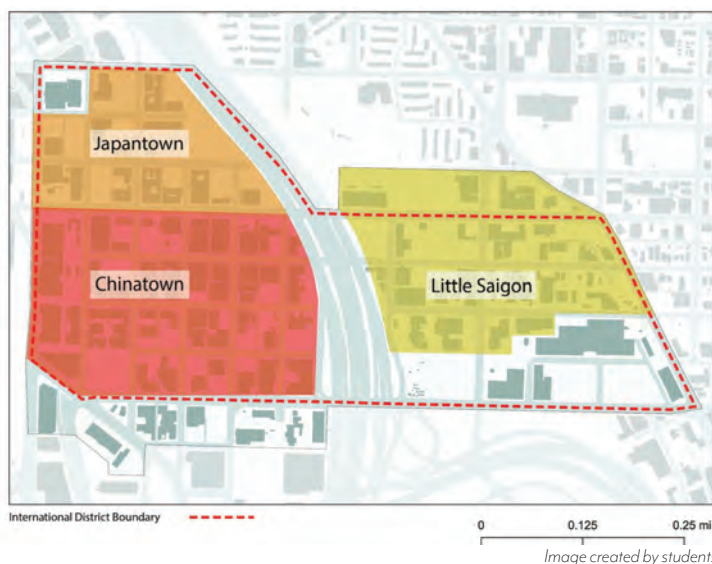 Japantown
Chinatown
Little Saigon
International District Boundary
0 0.125 0.25 mi
Image created by student